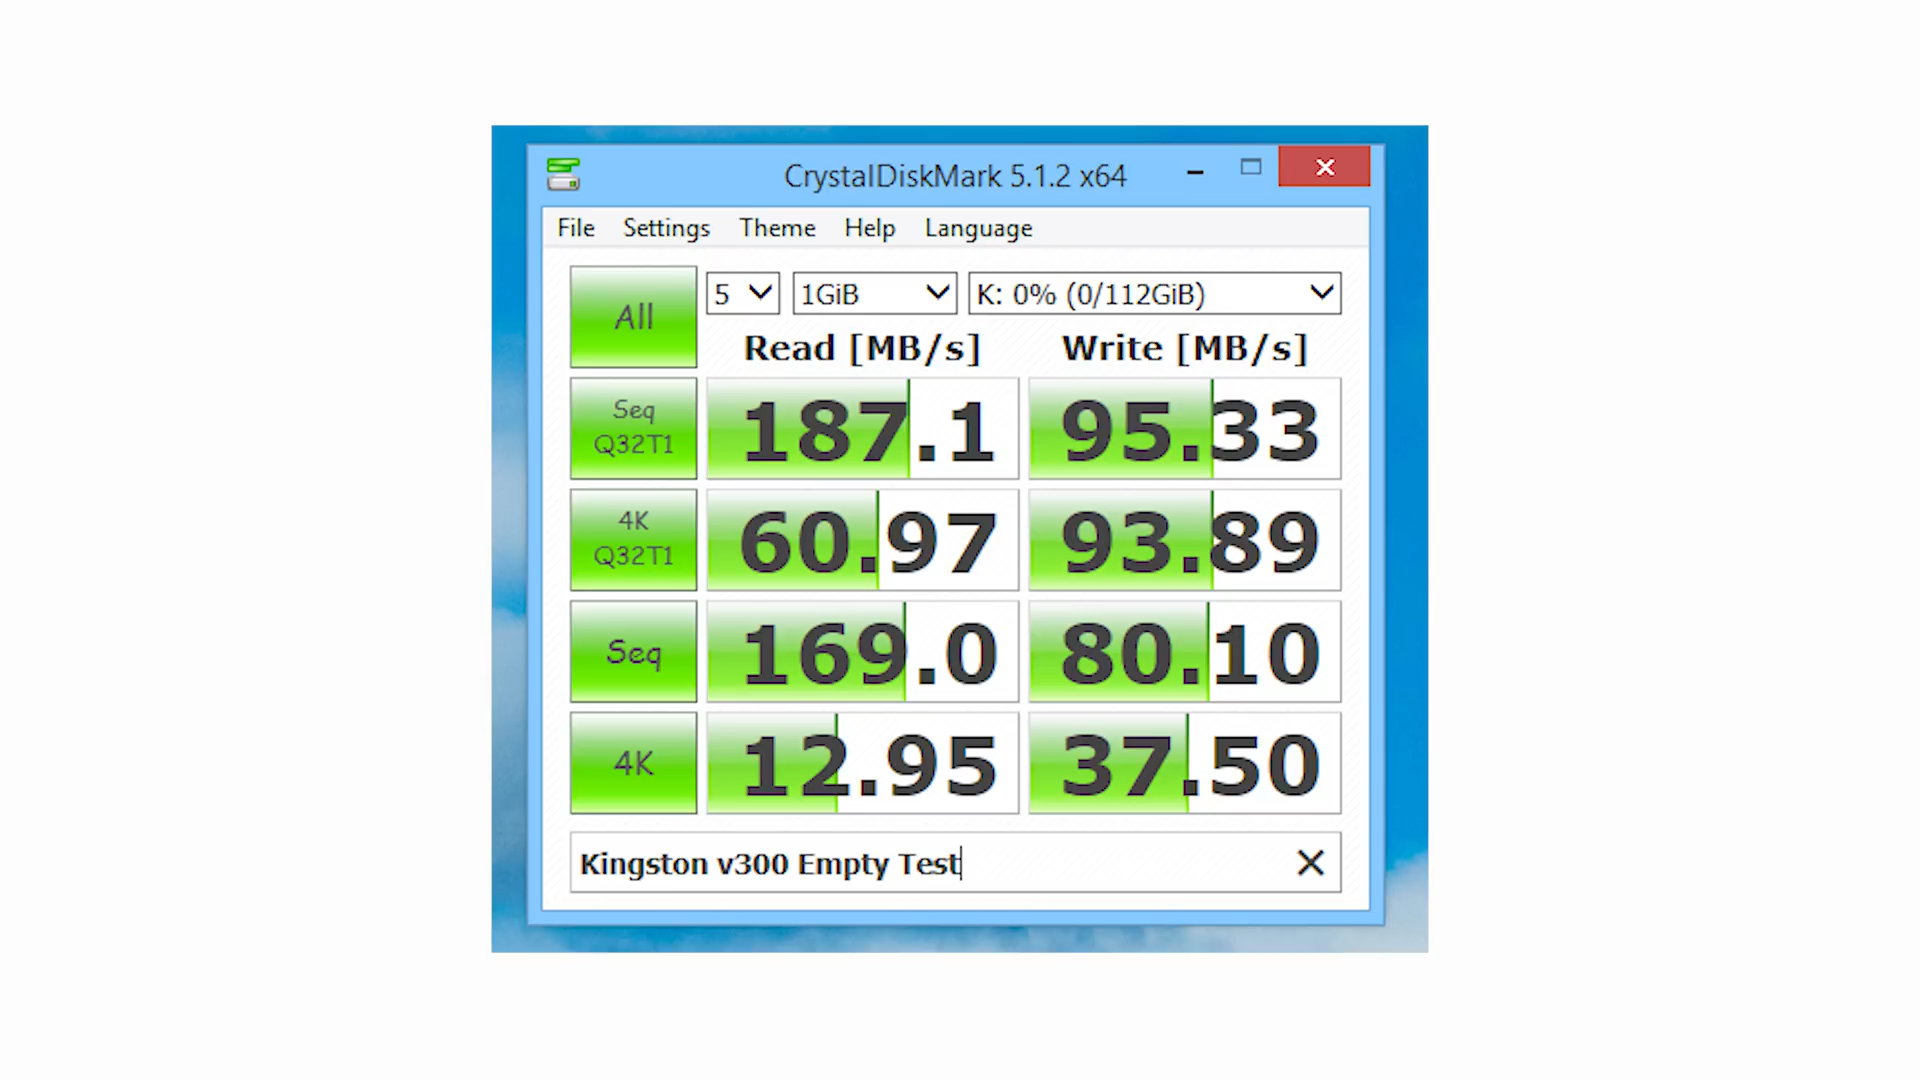 CrystalDiskMark 5.1.2 x64
File Settings Theme Help Language
All 5 1GiB K: 0% (0/112GiB)
Read [MB/s] Write [MB/s]
Seq
Q32T1
187.1 95.33
4K
Q32T1
60.97 93.89
Seq 169.0 80.10
4K 12.95 37.50
Kingston v300 Empty Test